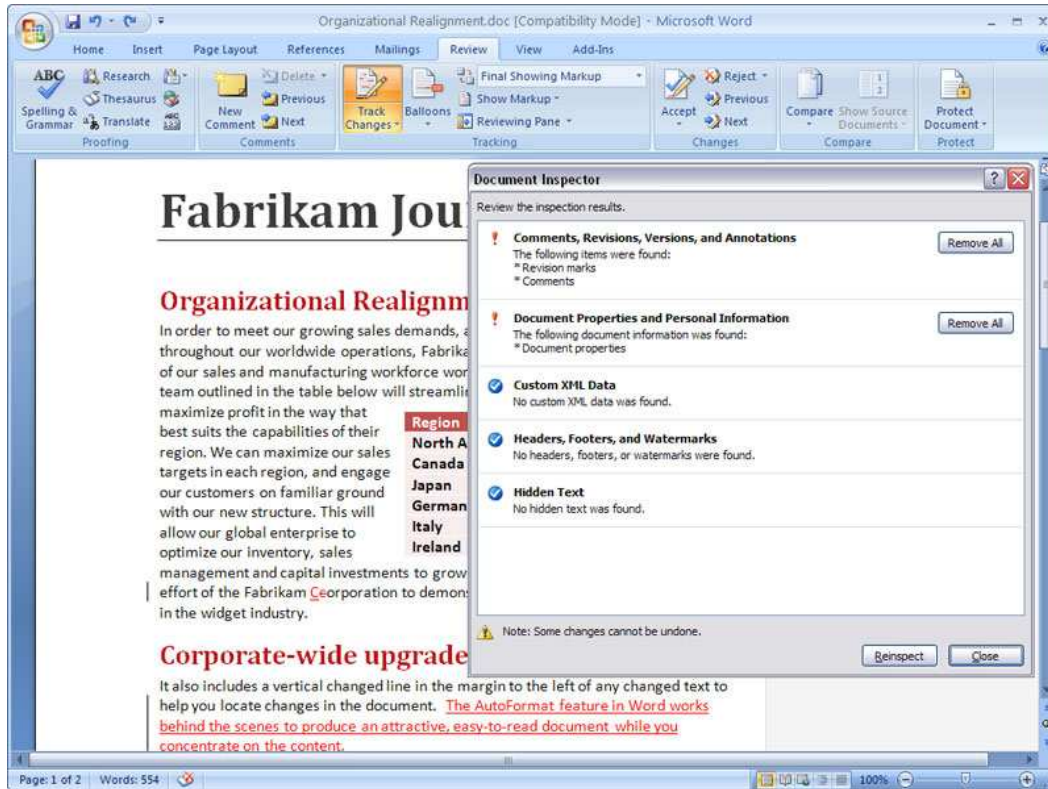 Organizational Realignment.doc [Compatibility Mode] - Microsoft Word
Home Insert Page Layout References Mailings Review View Add-Ins
ABC Spelling & Grammar
Research
Thesaurus
Translate
Proofing
New Comment
Delete
Previous
Next
Comments
Track Changes
Balloons
Final Showing Markup
Show Markup
Reviewing Pane
Tracking
Accept
Reject
Previous
Next
Changes
Compare
Show Source Documents
Compare
Protect Document
Protect
Fabrikam Jou
Organizational Realignm
In order to meet our growing sales demands, a
throughout our worldwide operations, Fabrika
of our sales and manufacturing workforce wor
team outlined in the table below will streamli
maximize profit in the way that
best suits the capabilities of their
region. We can maximize our sales
targets in each region, and engage
our customers on familiar ground
with our new structure. This will
allow our global enterprise to
optimize our inventory, sales
management and capital investments to grow
effort of the Fabrikam Ceorporation to demons
in the widget industry.
Region
North A
Canada
Japan
German
Italy
Ireland
Corporate-wide upgrade
It also includes a vertical changed line in the margin to the left of any changed text to
help you locate changes in the document. The AutoFormat feature in Word works
behind the scenes to produce an attractive, easy-to-read document while you
concentrate on the content.
Document Inspector
Review the inspection results.
Comments, Revisions, Versions, and Annotations
The following items were found:
* Revision marks
* Comments
Remove All
Document Properties and Personal Information
The following document information was found:
* Document properties
Remove All
Custom XML Data
No custom XML data was found.
Headers, Footers, and Watermarks
No headers, footers, or watermarks were found.
Hidden Text
No hidden text was found.
Note: Some changes cannot be undone.
Reinspect Close
Page: 1 of 2 Words: 554 100%